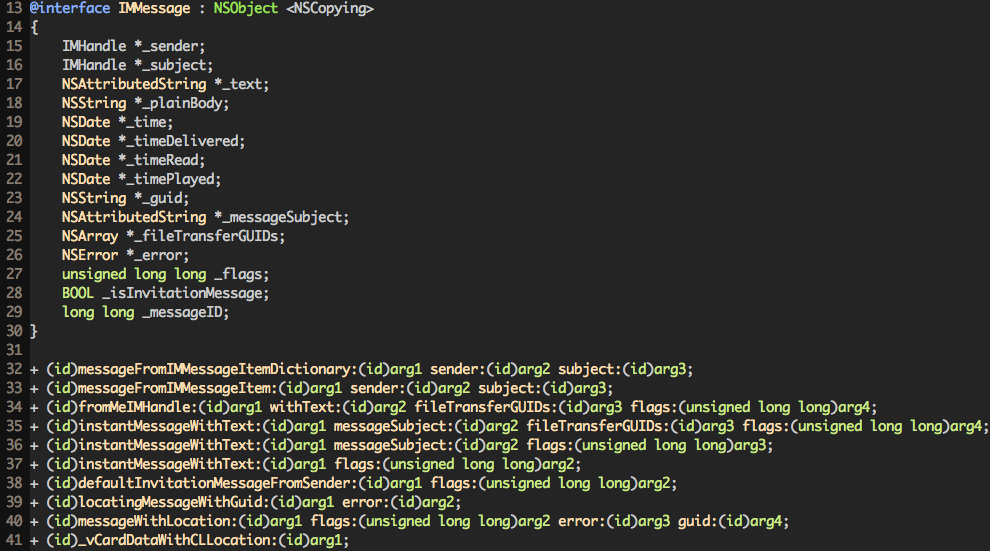 13 @interface IMMessage : NSObject <NSCopying>
14 {
15     IMHandle *_sender;
16     IMHandle *_subject;
17     NSAttributedString *_text;
18     NSString *_plainBody;
19     NSDate *_time;
20     NSDate *_timeDelivered;
21     NSDate *_timeRead;
22     NSDate *_timePlayed;
23     NSString *_guid;
24     NSAttributedString *_messageSubject;
25     NSArray *_fileTransferGUIDs;
26     NSError *_error;
27     unsigned long long _flags;
28     BOOL _isInvitationMessage;
29     long long _messageID;
30 }
31
32 + (id)messageFromIMMessageItemDictionary:(id)arg1 sender:(id)arg2 subject:(id)arg3;
33 + (id)messageFromIMMessageItem:(id)arg1 sender:(id)arg2 subject:(id)arg3;
34 + (id)fromMeIMHandle:(id)arg1 withText:(id)arg2 fileTransferGUIDs:(id)arg3 flags:(unsigned long long)arg4;
35 + (id)instantMessageWithText:(id)arg1 messageSubject:(id)arg2 fileTransferGUIDs:(id)arg3 flags:(unsigned long long)arg4;
36 + (id)instantMessageWithText:(id)arg1 messageSubject:(id)arg2 flags:(unsigned long long)arg3;
37 + (id)instantMessageWithText:(id)arg1 flags:(unsigned long long)arg2;
38 + (id)defaultInvitationMessageFromSender:(id)arg1 flags:(unsigned long long)arg2;
39 + (id)locatingMessageWithGuid:(id)arg1 error:(id)arg2;
40 + (id)messageWithLocation:(id)arg1 flags:(unsigned long long)arg2 error:(id)arg3 guid:(id)arg4;
41 + (id)_vCardDataWithCLLocation:(id)arg1;